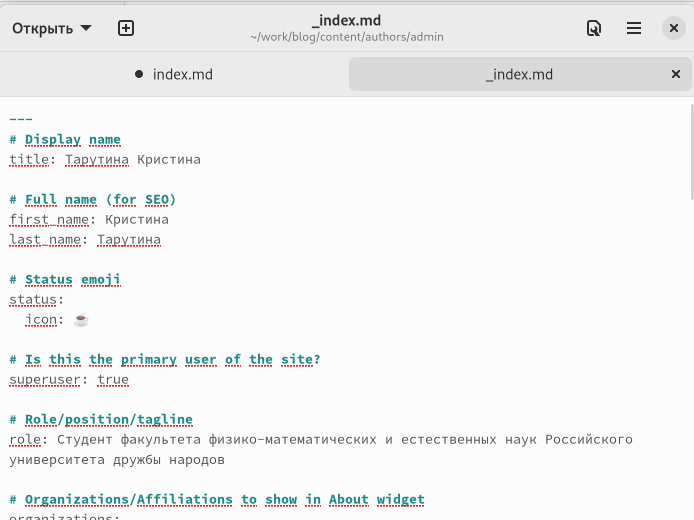 Открыть
_index.md
~/work/blog/content/authors/admin
index.md
_index.md
---
# Display name
title: Тарутина Кристина
# Full name (for SEO)
first_name: Кристина
last_name: Тарутина
# Status emoji
status:
icon: ☕
# Is this the primary user of the site?
superuser: true
# Role/position/tagline
role: Студент факультета физико-математических и естественных наук Российского
университета дружбы народов
# Organizations/Affiliations to show in About widget
organizations: